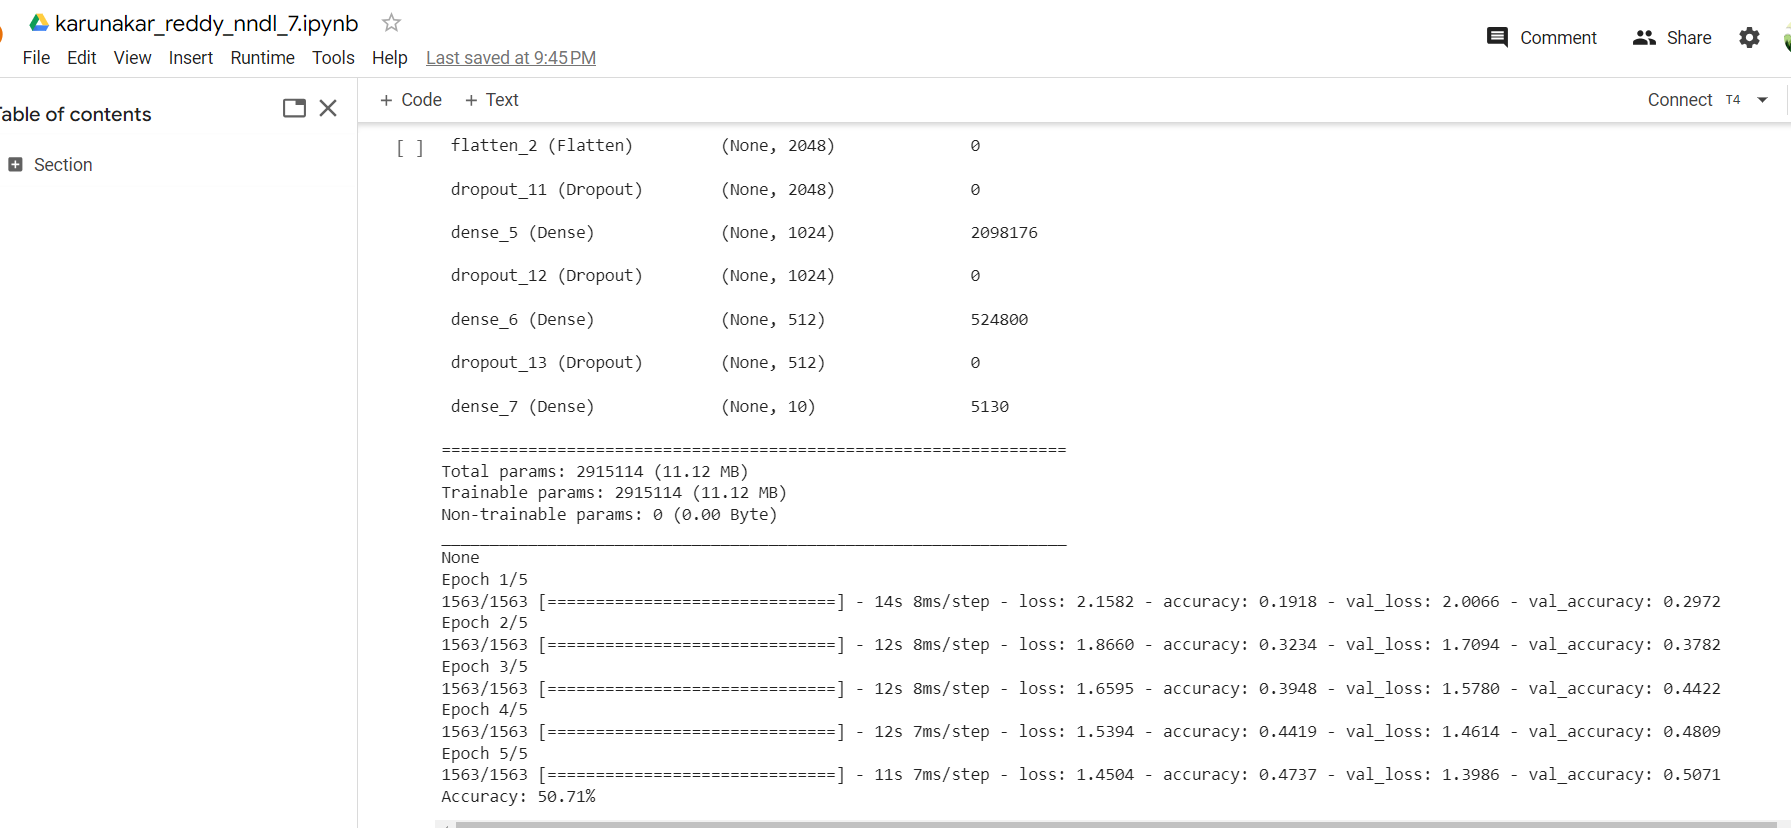 karunakar_reddy_nndl_7.ipynb
File Edit View Insert Runtime Tools Help Last saved at 9:45 PM
Comment Share
able of contents
Section
+ Code + Text
Connect T4
[ ] flatten_2 (Flatten) (None, 2048) 0
dropout_11 (Dropout) (None, 2048) 0
dense_5 (Dense) (None, 1024) 2098176
dropout_12 (Dropout) (None, 1024) 0
dense_6 (Dense) (None, 512) 524800
dropout_13 (Dropout) (None, 512) 0
dense_7 (Dense) (None, 10) 5130
=================================================================
Total params: 2915114 (11.12 MB)
Trainable params: 2915114 (11.12 MB)
Non-trainable params: 0 (0.00 Byte)
_________________________________________________________________
None
Epoch 1/5
1563/1563 [==============================] - 14s 8ms/step - loss: 2.1582 - accuracy: 0.1918 - val_loss: 2.0066 - val_accuracy: 0.2972
Epoch 2/5
1563/1563 [==============================] - 12s 8ms/step - loss: 1.8660 - accuracy: 0.3234 - val_loss: 1.7094 - val_accuracy: 0.3782
Epoch 3/5
1563/1563 [==============================] - 12s 8ms/step - loss: 1.6595 - accuracy: 0.3948 - val_loss: 1.5780 - val_accuracy: 0.4422
Epoch 4/5
1563/1563 [==============================] - 12s 7ms/step - loss: 1.5394 - accuracy: 0.4419 - val_loss: 1.4614 - val_accuracy: 0.4809
Epoch 5/5
1563/1563 [==============================] - 11s 7ms/step - loss: 1.4504 - accuracy: 0.4737 - val_loss: 1.3986 - val_accuracy: 0.5071
Accuracy: 50.71%